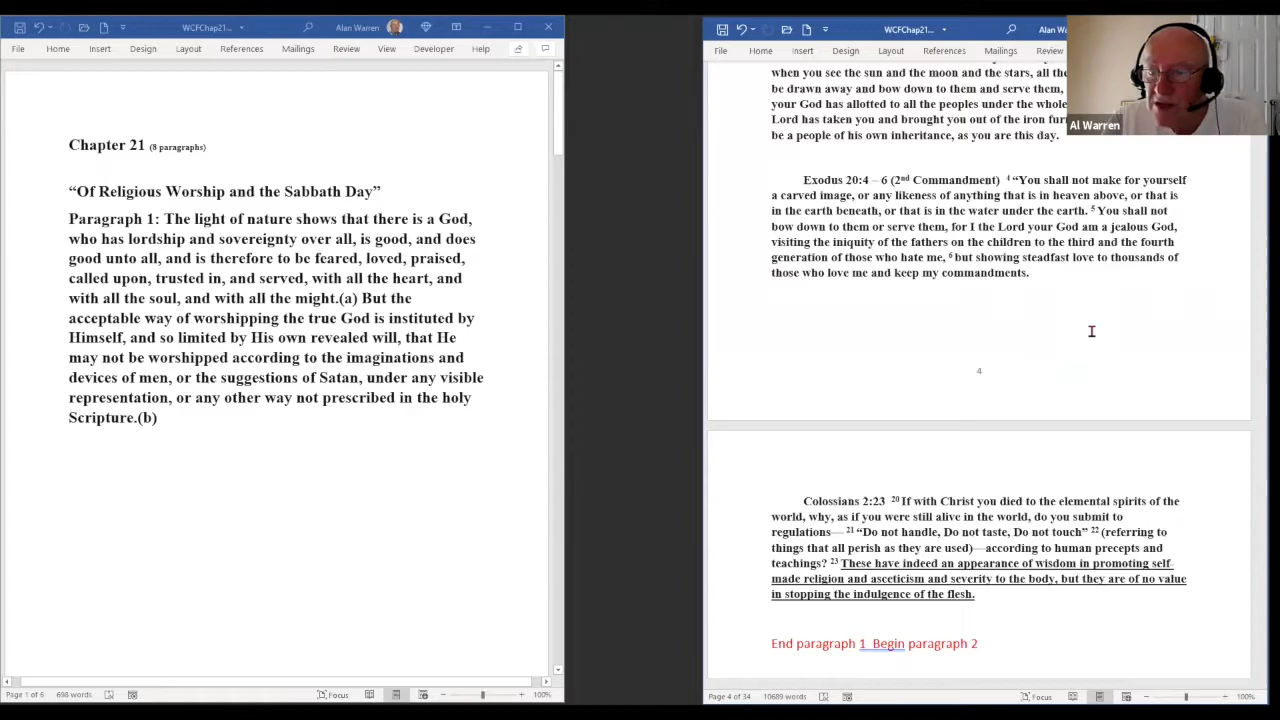 WCFChap21... Alan Warren
File Home Insert Design Layout References Mailings Review View Developer Help
Chapter 21 (8 paragraphs)
“Of Religious Worship and the Sabbath Day”
Paragraph 1: The light of nature shows that there is a God,
who has lordship and sovereignty over all, is good, and does
good unto all, and is therefore to be feared, loved, praised,
called upon, trusted in, and served, with all the heart, and
with all the soul, and with all the might.(a) But the
acceptable way of worshipping the true God is instituted by
Himself, and so limited by His own revealed will, that He
may not be worshipped according to the imaginations and
devices of men, or the suggestions of Satan, under any visible
representation, or any other way not prescribed in the holy
Scripture.(b)
Page 1 of 6 698 words Focus 100%
WCFChap21... Alan
File Home Insert Design Layout References Mailings Review
when you see the sun and the moon and the stars, all the
be drawn away and bow down to them and serve them,
your God has allotted to all the peoples under the whole
Lord has taken you and brought you out of the iron
be a people of his own inheritance, as you are this day.
Al Warren
Exodus 20:4 – 6 (2nd Commandment) 4 “You shall not make for yourself
a carved image, or any likeness of anything that is in heaven above, or that is
in the earth beneath, or that is in the water under the earth. 5 You shall not
bow down to them or serve them, for I the Lord your God am a jealous God,
visiting the iniquity of the fathers on the children to the third and the fourth
generation of those who hate me, 6 but showing steadfast love to thousands of
those who love me and keep my commandments.
4
Colossians 2:23 20 If with Christ you died to the elemental spirits of the
world, why, as if you were still alive in the world, do you submit to
regulations— 21 “Do not handle, Do not taste, Do not touch” 22 (referring to
things that all perish as they are used)—according to human precepts and
teachings? 23 These have indeed an appearance of wisdom in promoting self-
made religion and asceticism and severity to the body, but they are of no value
in stopping the indulgence of the flesh.
End paragraph 1 Begin paragraph 2
Page 4 of 34 10689 words Focus 100%